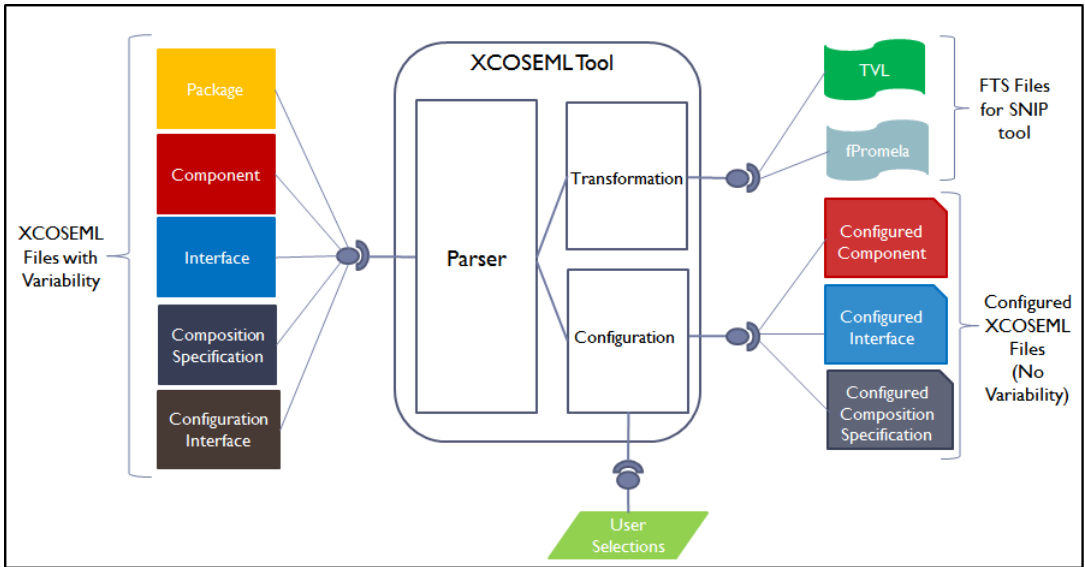 XCOSEML Files with Variability
Package
Component
Interface
Composition
Specification
Configuration
Interface
XCOSEML Tool
Parser
Transformation
Configuration
User
Selections
TVL
fPromela
FTS Files
for SNIP
tool
Configured
Component
Configured
Interface
Configured
Composition
Specification
Configured
XCOSEML
Files
(No
Variability)